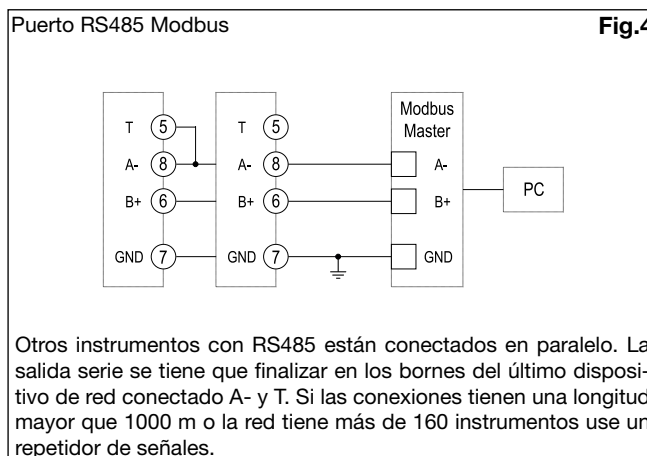 Puerto RS485 Modbus
Fig.4
Modbus
Master
T 5 T 5
A- 8 A- 8 A-
B+ 6 B+ 6 B+
PC
GND 7 GND 7 GND
Otros instrumentos con RS485 están conectados en paralelo. La
salida serie se tiene que finalizar en los bornes del último disposi-
tivo de red conectado A- y T. Si las conexiones tienen una longitud
mayor que 1000 m o la red tiene más de 160 instrumentos use un
repetidor de señales.